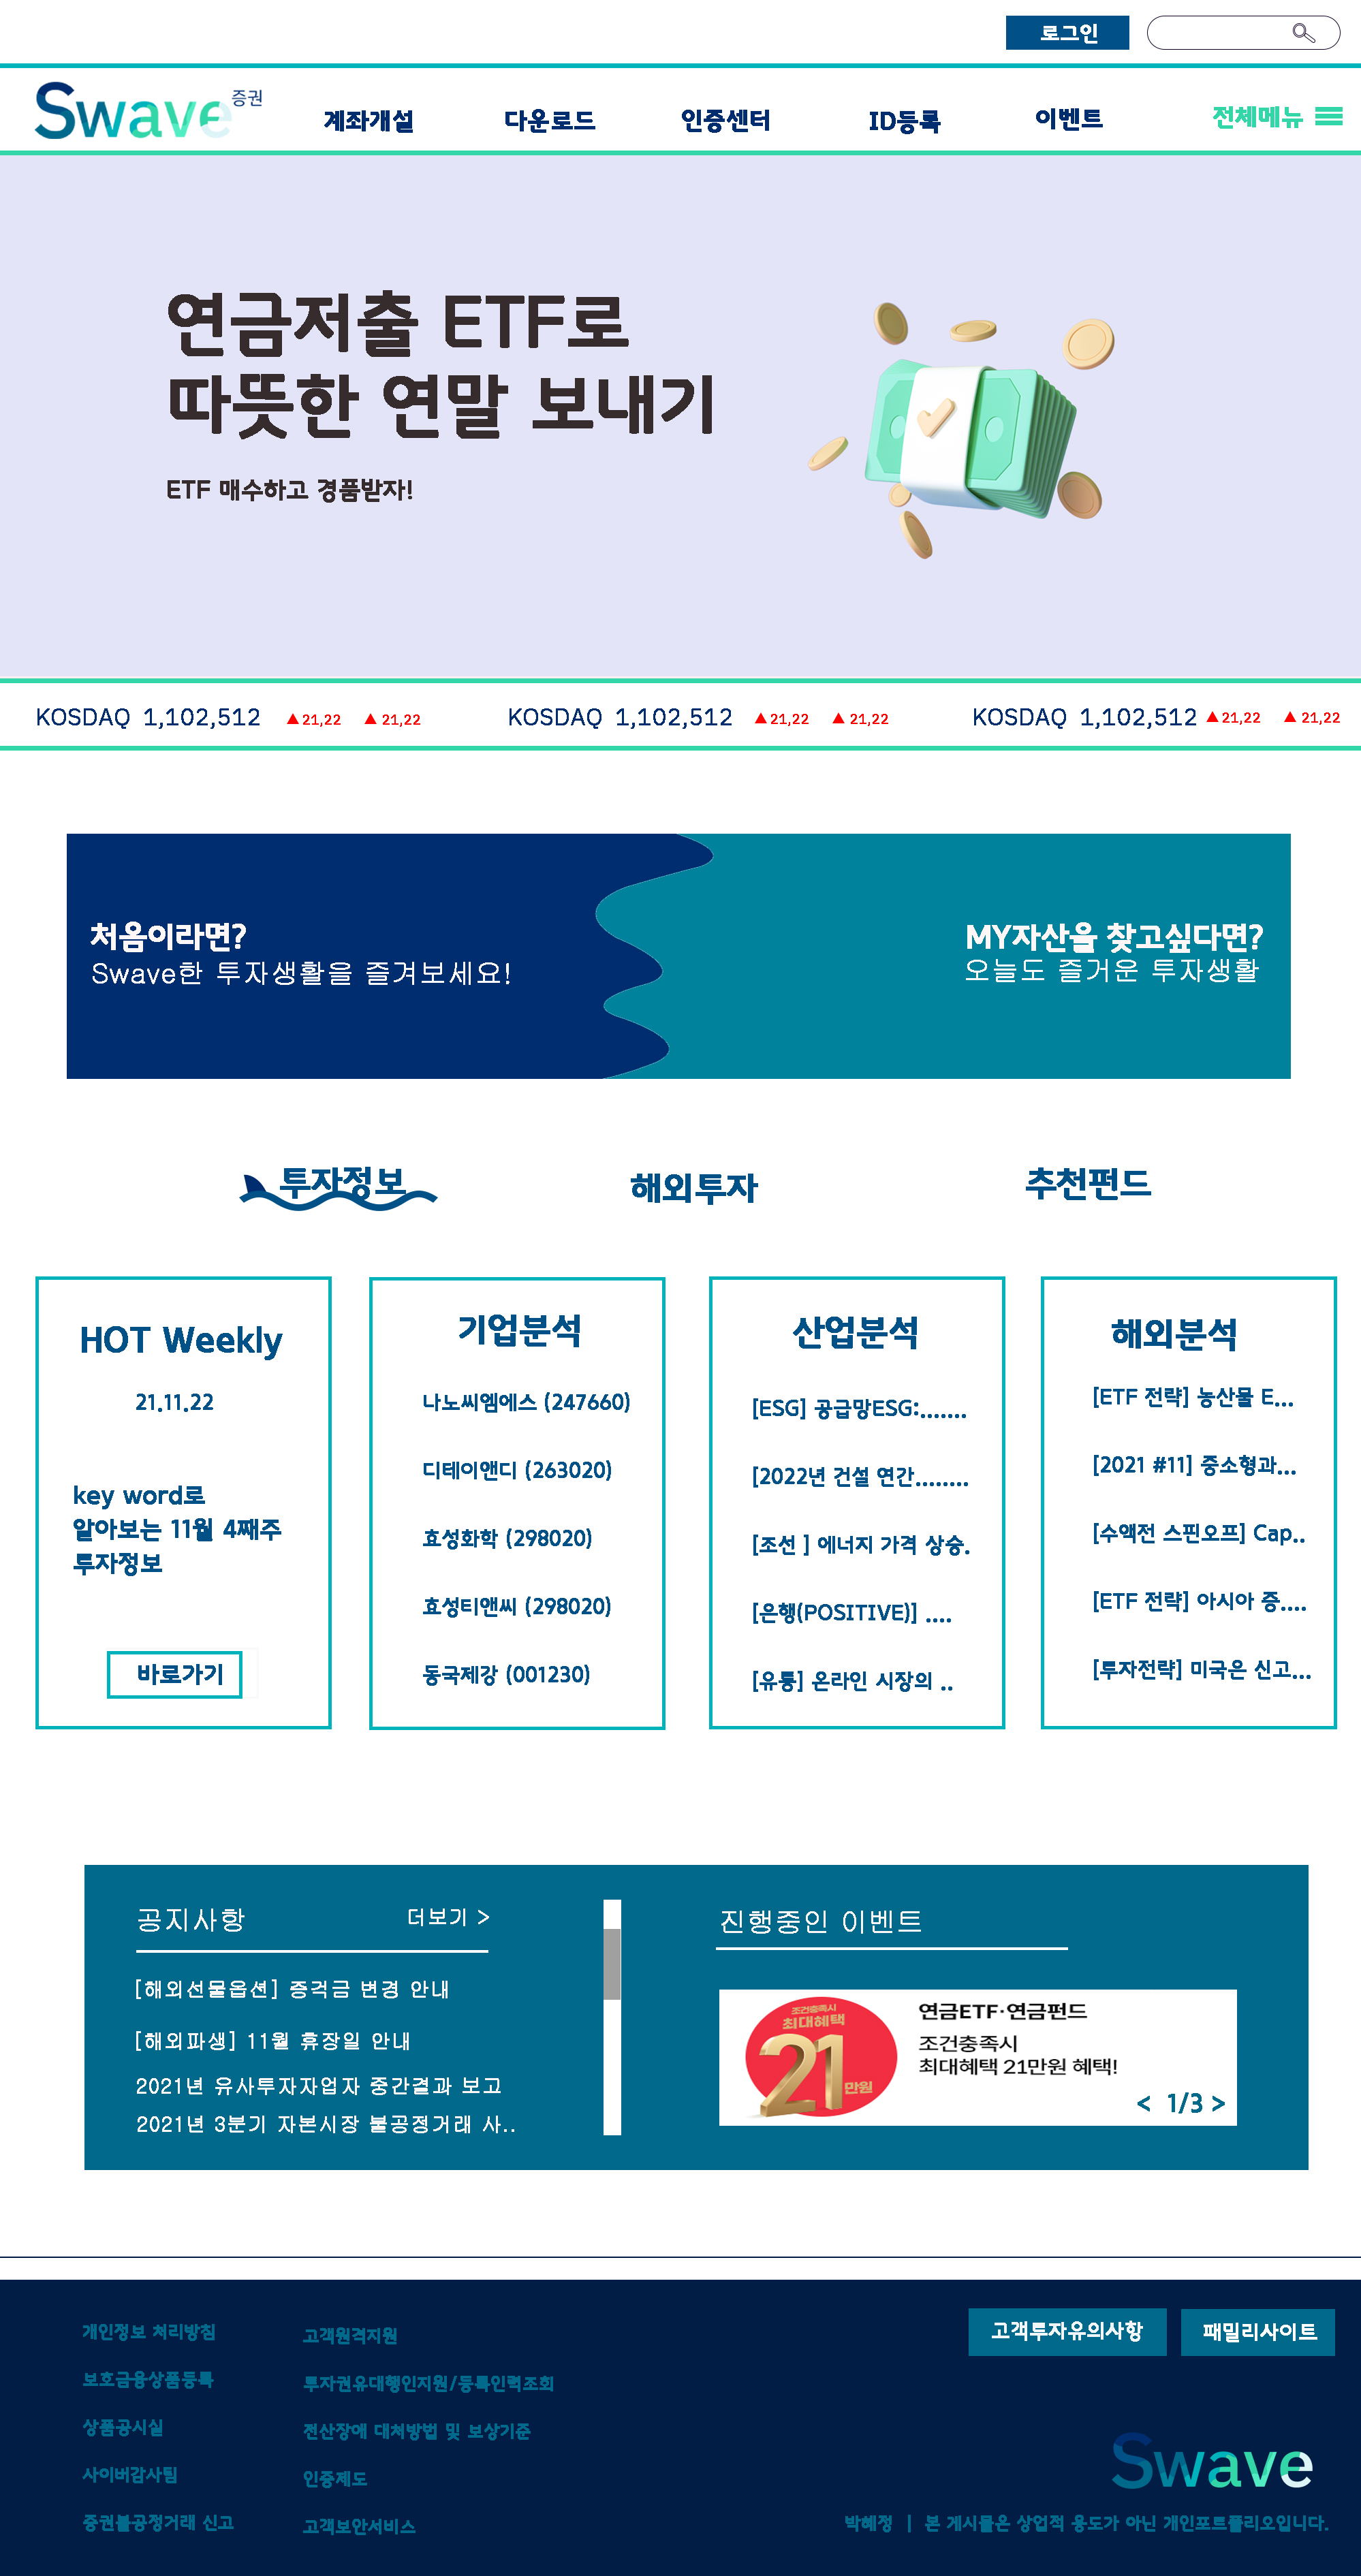 로그인
Swave 증권
계좌개설 다운로드 인증센터 ID등록 이벤트 전체메뉴
연금저출 ETF로
따뜻한 연말 보내기
ETF 매수하고 경품받자!
KOSDAQ 1,102,512 ▲21,22 ▲ 21,22 KOSDAQ 1,102,512 ▲21,22 ▲ 21,22 KOSDAQ 1,102,512 ▲21,22 ▲ 21,22
처음이라면?
Swave한 투자생활을 즐겨보세요!
MY자산을 찾고싶다면?
오늘도 즐거운 투자생활
투자정보 해외투자 추천펀드
HOT Weekly
21.11.22
key word로
알아보는 11월 4째주
투자정보
바로가기
기업분석
나노씨엠에스 (247660)
디테이앤디 (263020)
효성화학 (298020)
효성티앤씨 (298020)
동국제강 (001230)
산업분석
[ESG] 공급망ESG:.......
[2022년 건설 연간........
[조선 ] 에너지 가격 상승.
[은행(POSITIVE)] ....
[유통] 온라인 시장의 ..
해외분석
[ETF 전략] 농산물 E...
[2021 #11] 중소형과...
[수액전 스핀오프] Cap..
[ETF 전략] 아시아 증....
[투자전략] 미국은 신고...
공지사항 더보기 >
[해외선물옵션] 증걱금 변경 안내
[해외파생] 11월 휴장일 안내
2021년 유사투자자업자 중간결과 보고
2021년 3분기 자본시장 불공정거래 사..
진행중인 이벤트
조건충족시
최대혜택
21만원
연금ETF·연금펀드
조건충족시
최대혜택 21만원 혜택!
< 1/3 >
개인정보 처리방침
보호금융상품등록
상품공시실
사이버감사팀
증권불공정거래 신고
고객원격지원
투자권유대행인지원/등록인력조회
전산장애 대처방법 및 보상기준
인증제도
고객보안서비스
고객투자유의사항 패밀리사이트
Swave
박혜정 | 본 게시물은 상업적 용도가 아닌 개인포트폴리오입니다.